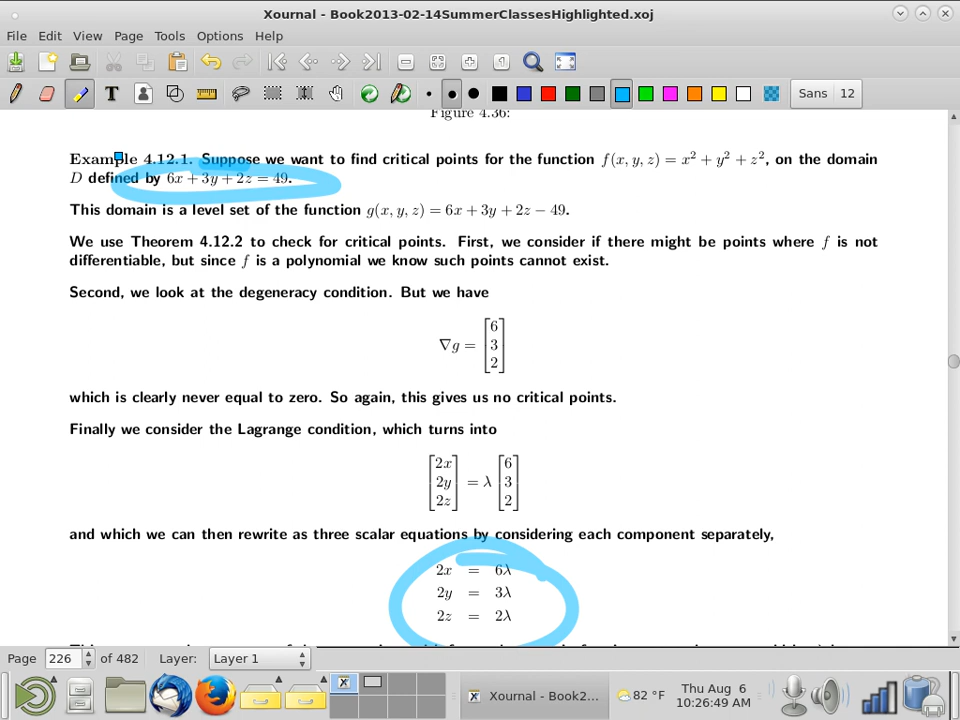 Xournal - Book2013-02-14SummerClassesHighlighted.xoj
File Edit View Page Tools Options Help
Sans 12
Figure 4.36:
Example 4.12.1. Suppose we want to find critical points for the function f(x, y, z) = x² + y² + z², on the domain
D defined by 6x + 3y + 2z = 49.
This domain is a level set of the function g(x, y, z) = 6x + 3y + 2z − 49.
We use Theorem 4.12.2 to check for critical points. First, we consider if there might be points where f is not
differentiable, but since f is a polynomial we know such points cannot exist.
Second, we look at the degeneracy condition. But we have
6
∇g = 3
2
which is clearly never equal to zero. So again, this gives us no critical points.
Finally we consider the Lagrange condition, which turns into
2x 6
2y = λ 3
2z 2
and which we can then rewrite as three scalar equations by considering each component separately,
2x = 6λ
2y = 3λ
2z = 2λ
Page 226 of 482 Layer: Layer 1
Xournal - Book2... 82 °F Thu Aug 6
10:26:49 AM